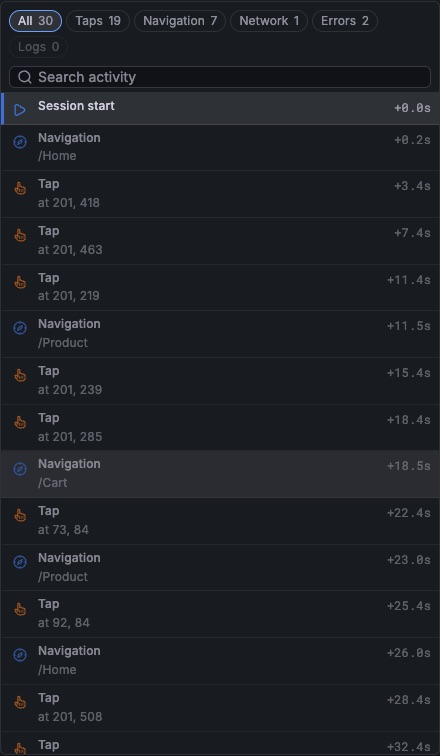 All 30 Taps 19 Navigation 7 Network 1 Errors 2
Logs 0
Search activity
Session start +0.0s
Navigation +0.2s
/Home
Tap +3.4s
at 201, 418
Tap +7.4s
at 201, 463
Tap +11.4s
at 201, 219
Navigation +11.5s
/Product
Tap +15.4s
at 201, 239
Tap +18.4s
at 201, 285
Navigation +18.5s
/Cart
Tap +22.4s
at 73, 84
Navigation +23.0s
/Product
Tap +25.4s
at 92, 84
Navigation +26.0s
/Home
Tap +28.4s
at 201, 508
Tap +32.4s